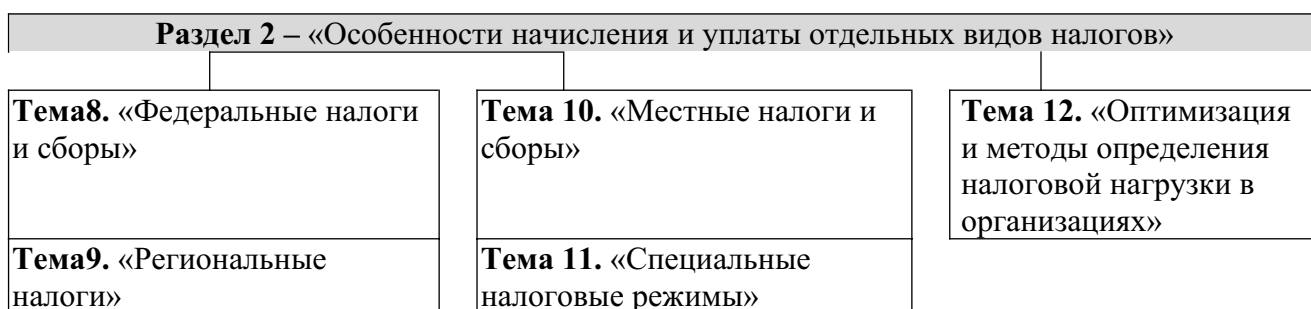 Раздел 2 – «Особенности начисления и уплаты отдельных видов налогов»
Тема8. «Федеральные налоги
и сборы»
Тема9. «Региональные
налоги»
Тема 10. «Местные налоги и
сборы»
Тема 11. «Специальные
налоговые режимы»
Тема 12. «Оптимизация
и методы определения
налоговой нагрузки в
организациях»